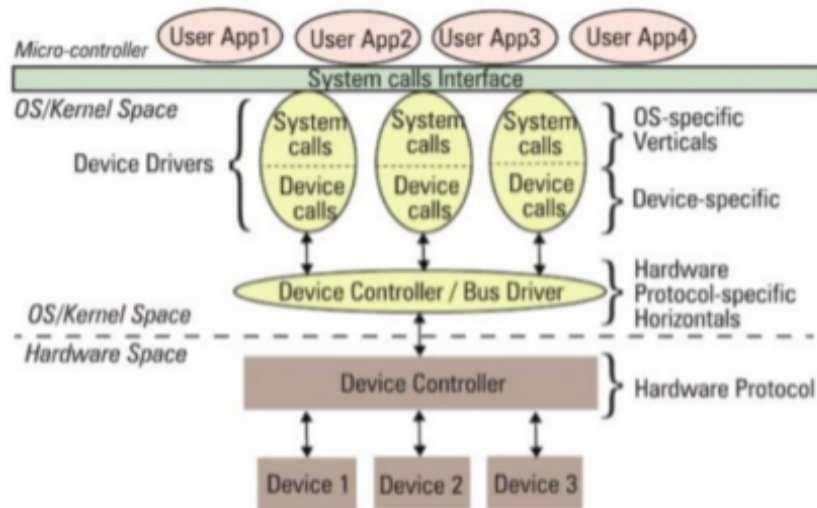 User App1
User App2
User App3
User App4
Micro-controller
System calls Interface
OS/Kernel Space
Device Drivers
System
calls
Device
calls
System
calls
Device
calls
System
calls
Device
calls
OS-specific
Verticals
Device-specific
Device Controller / Bus Driver
Hardware
Protocol-specific
Horizontals
OS/Kernel Space
Hardware Space
Device Controller
Hardware Protocol
Device 1
Device 2
Device 3